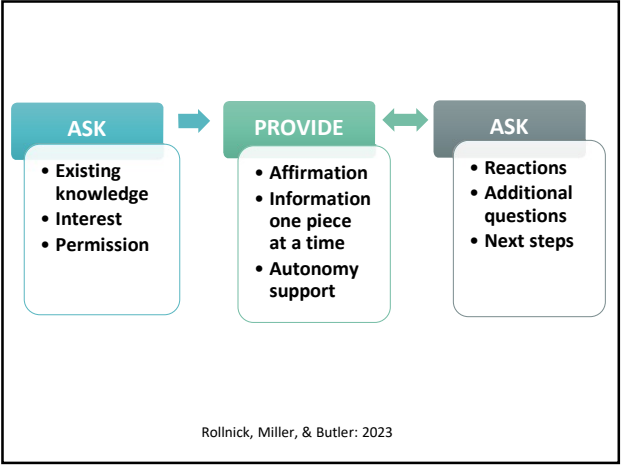 ASK
• Existing
knowledge
• Interest
• Permission
PROVIDE
• Affirmation
• Information
one piece
at a time
• Autonomy
support
ASK
• Reactions
• Additional
questions
• Next steps
Rollnick, Miller, & Butler: 2023